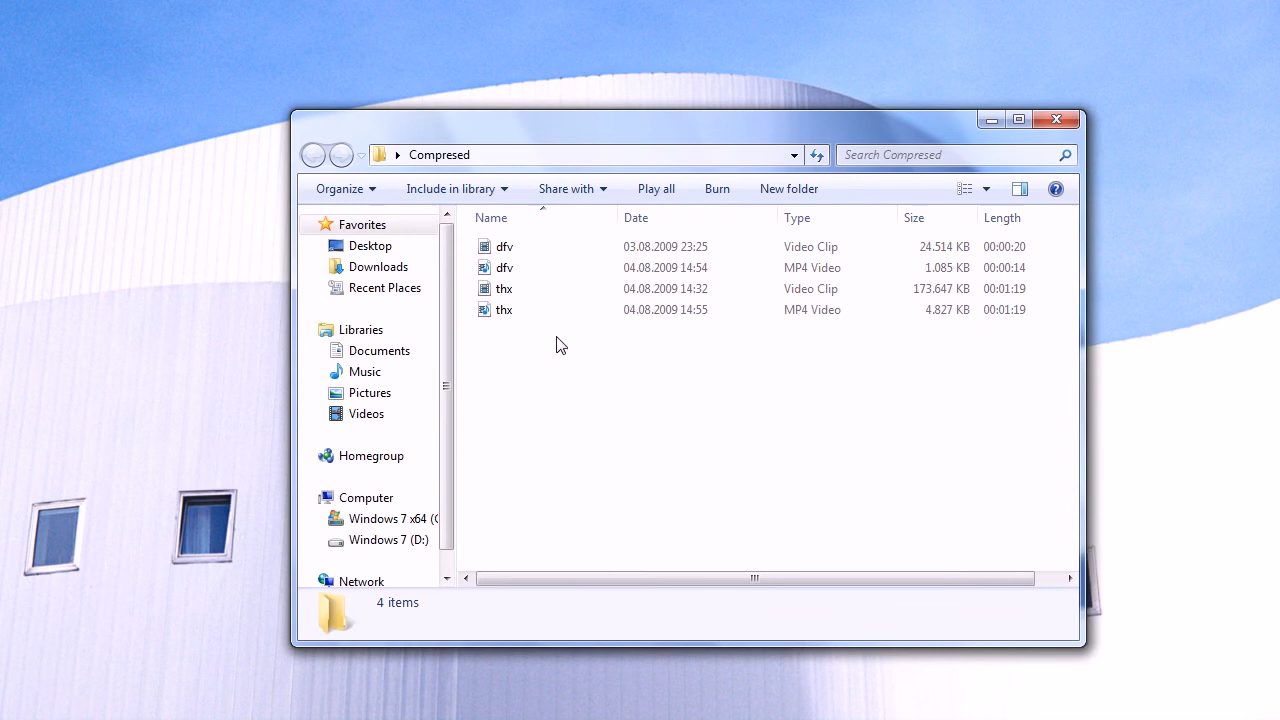 Compresed
Search Compresed
Organize Include in library Share with Play all Burn New folder
Name Date Type Size Length
dfv 03.08.2009 23:25 Video Clip 24.514 KB 00:00:20
dfv 04.08.2009 14:54 MP4 Video 1.085 KB 00:00:14
thx 04.08.2009 14:32 Video Clip 173.647 KB 00:01:19
thx 04.08.2009 14:55 MP4 Video 4.827 KB 00:01:19
Favorites
Desktop
Downloads
Recent Places
Libraries
Documents
Music
Pictures
Videos
Homegroup
Computer
Windows 7 x64 (C
Windows 7 (D:)
Network
4 items